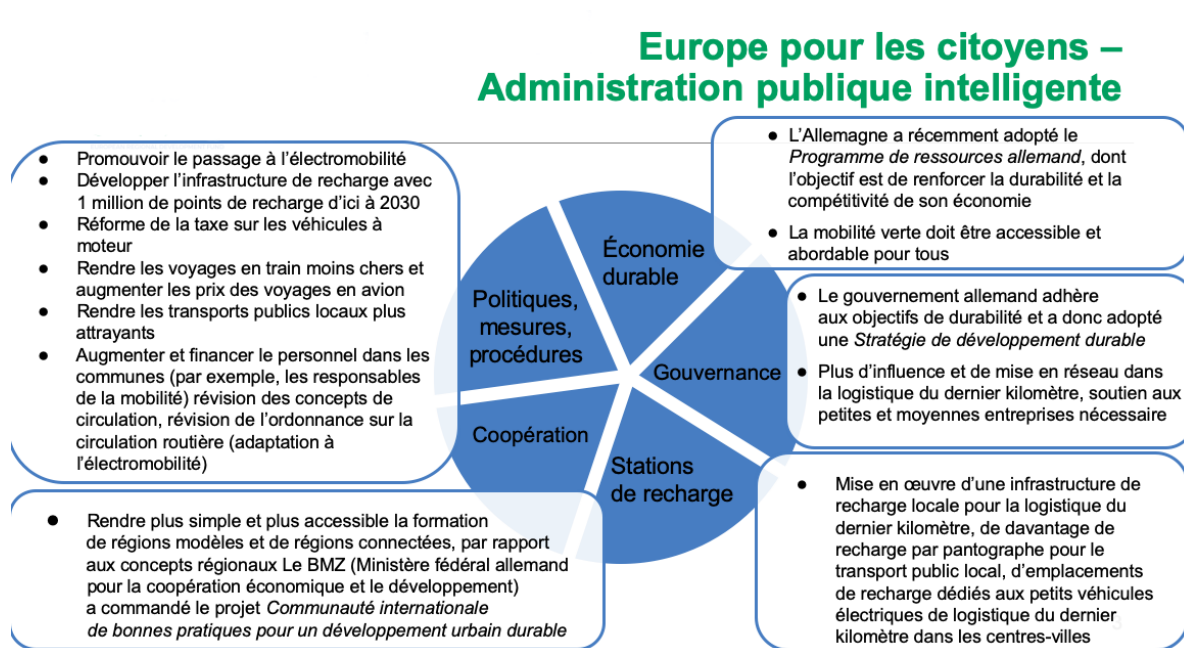 Europe pour les citoyens –
Administration publique intelligente
● Promouvoir le passage à l’électromobilité
● Développer l’infrastructure de recharge avec
1 million de points de recharge d’ici à 2030
● Réforme de la taxe sur les véhicules à
moteur
● Rendre les voyages en train moins chers et
augmenter les prix des voyages en avion
● Rendre les transports publics locaux plus
attrayants
● Augmenter et financer le personnel dans les
communes (par exemple, les responsables
de la mobilité) révision des concepts de
circulation, révision de l’ordonnance sur la
circulation routière (adaptation à
l’électromobilité)
● L’Allemagne a récemment adopté le
Programme de ressources allemand, dont
l’objectif est de renforcer la durabilité et la
compétitivité de son économie
● La mobilité verte doit être accessible et
abordable pour tous
Économie
durable
Politiques,
mesures,
procédures
Gouvernance
Coopération
Stations
de recharge
● Le gouvernement allemand adhère
aux objectifs de durabilité et a donc adopté
une Stratégie de développement durable
● Plus d’influence et de mise en réseau dans
la logistique du dernier kilomètre, soutien aux
petites et moyennes entreprises nécessaire
● Mise en œuvre d’une infrastructure de
recharge locale pour la logistique du
dernier kilomètre, de davantage de
recharge par pantographe pour le
transport public local, d’emplacements
de recharge dédiés aux petits véhicules
électriques de logistique du dernier
kilomètre dans les centres-villes
● Rendre plus simple et plus accessible la formation
de régions modèles et de régions connectées, par rapport
aux concepts régionaux Le BMZ (Ministère fédéral allemand
pour la coopération économique et le développement)
a commandé le projet Communauté internationale
de bonnes pratiques pour un développement urbain durable
3